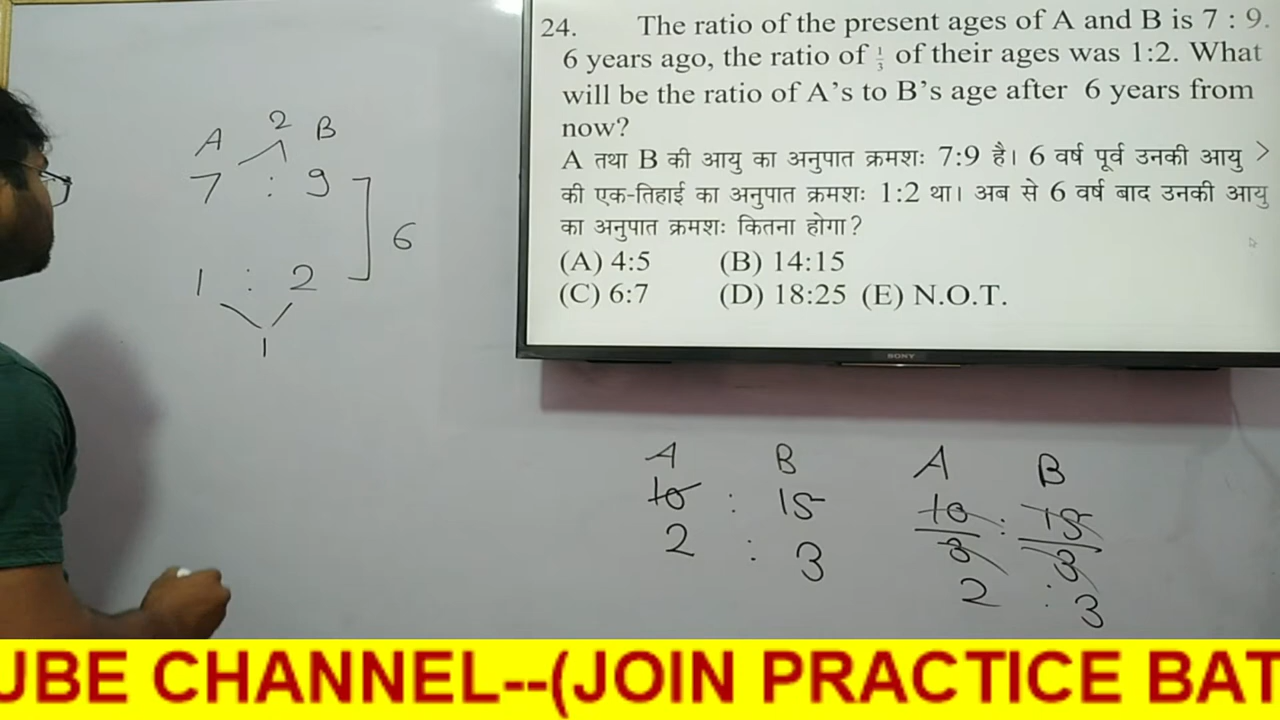 24. The ratio of the present ages of A and B is 7 : 9.
6 years ago, the ratio of 1/3 of their ages was 1:2. What
will be the ratio of A's to B's age after 6 years from
now?
A तथा B की आयु का अनुपात क्रमशः 7:9 है। 6 वर्ष पूर्व उनकी आयु
की एक-तिहाई का अनुपात क्रमशः 1:2 था। अब से 6 वर्ष बाद उनकी आयु
का अनुपात क्रमशः कितना होगा?
(A) 4:5 (B) 14:15
(C) 6:7 (D) 18:25 (E) N.O.T.
SONY
2
A B
7 : 9
6
1 : 2
1
A B
10 : 15
2 : 3
A B
10/3 : 15/3
2 : 3
UBE CHANNEL--(JOIN PRACTICE BAT